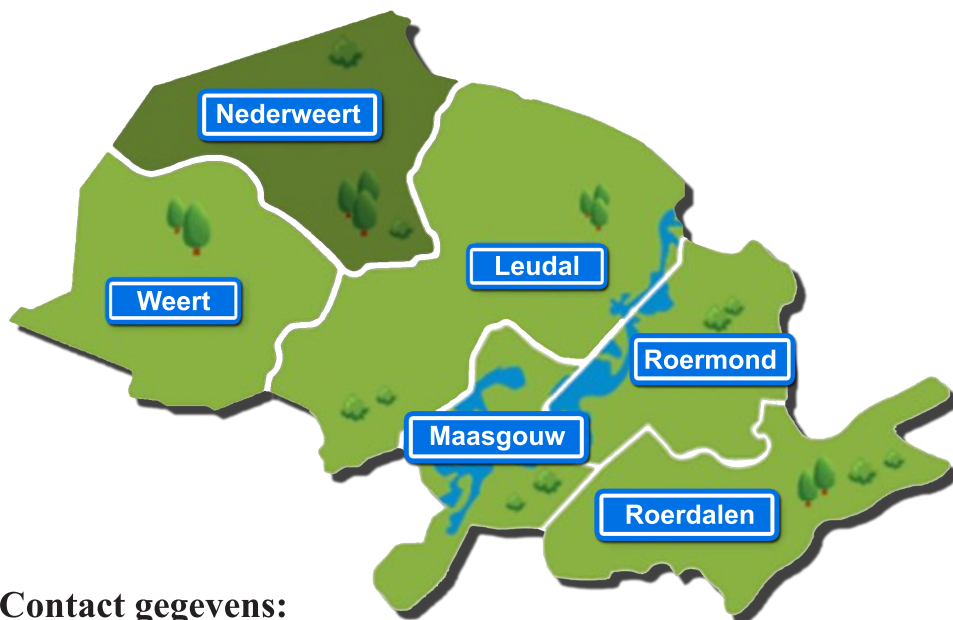 Nederweert
Leudal
Weert
Roermond
Maasgouw
Roerdalen
Contact gegevens: